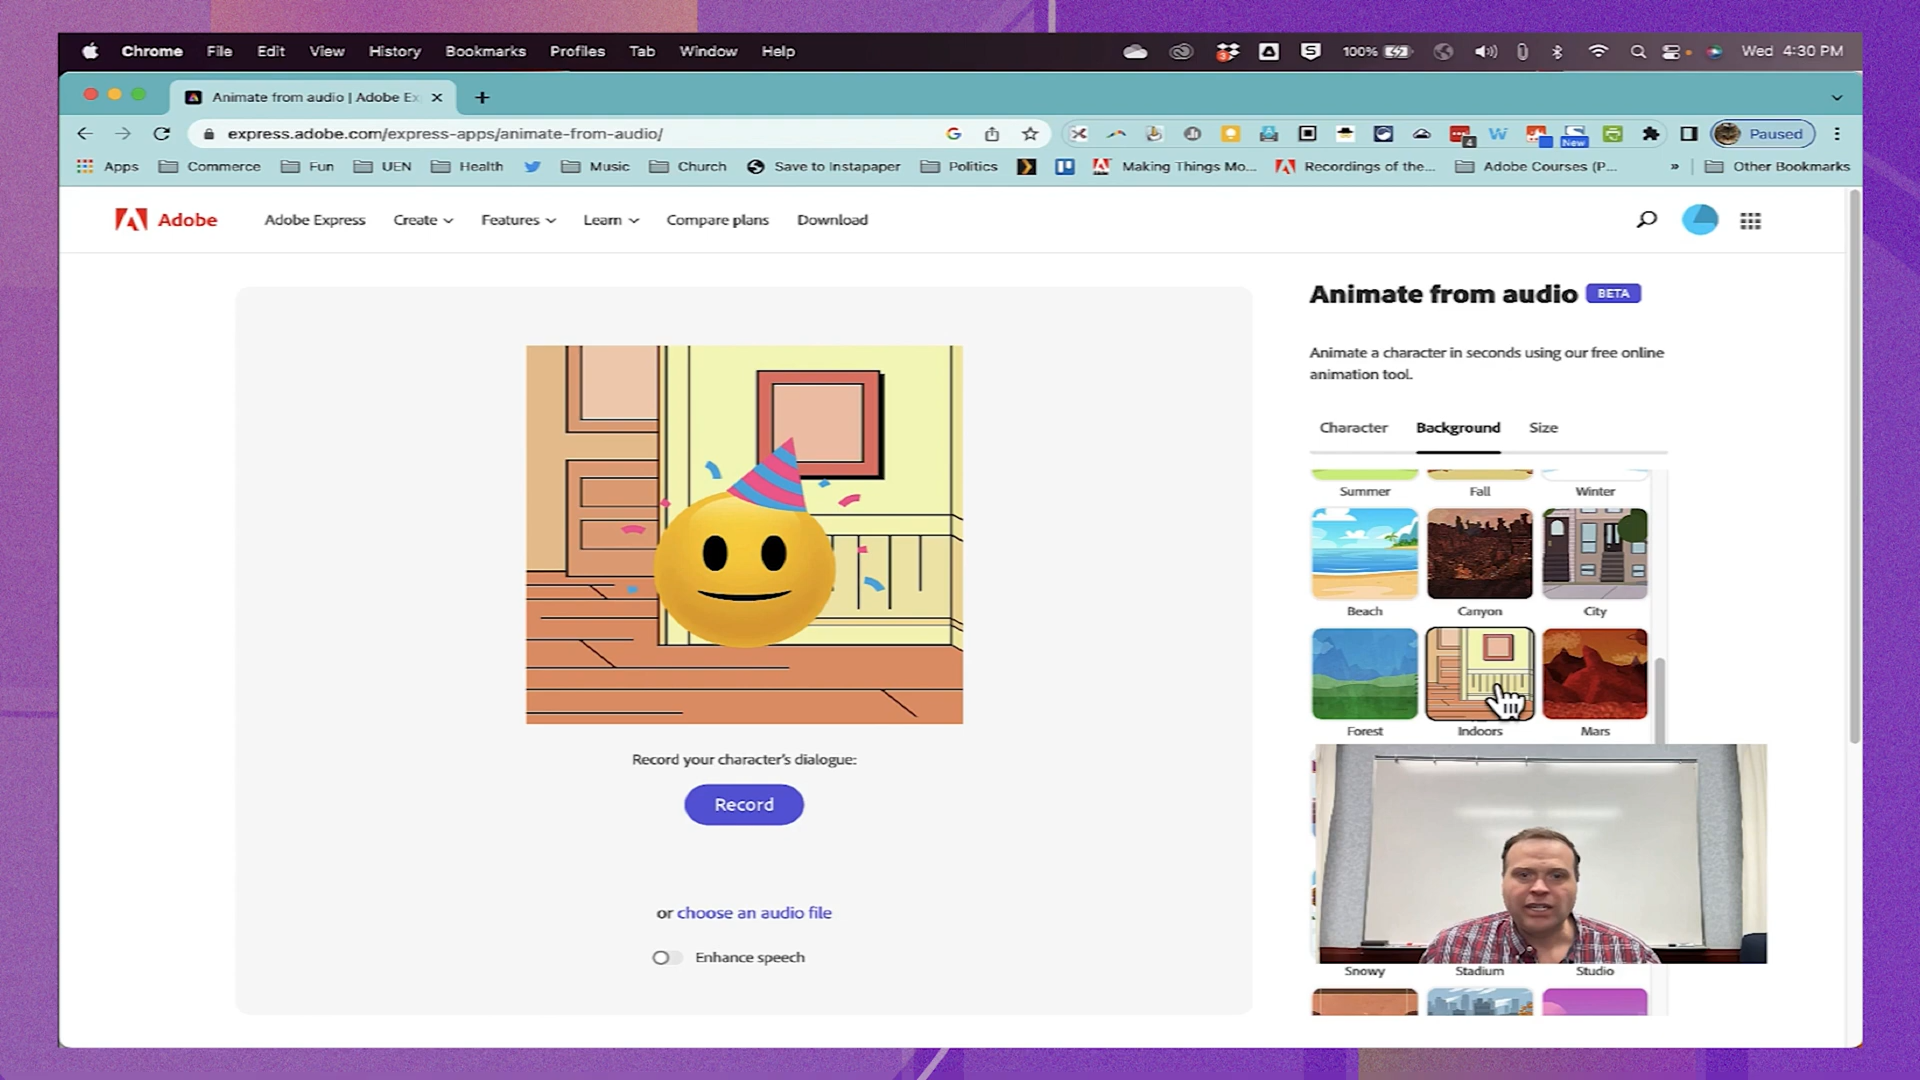 Chrome File Edit View History Bookmarks Profiles Tab Window Help 100% Wed 4:30 PM
Animate from audio | Adobe Ex
express.adobe.com/express-apps/animate-from-audio/ Paused
Apps Commerce Fun UEN Health Music Church Save to Instapaper Politics Making Things Mo... Recordings of the... Adobe Courses (P... » Other Bookmarks
New
4
Adobe Adobe Express Create Features Learn Compare plans Download
Animate from audio BETA
Animate a character in seconds using our free online
animation tool.
Character Background Size
Summer Fall Winter
Beach Canyon City
Forest Indoors Mars
Snowy Stadium Studio
Record your character's dialogue:
Record
or choose an audio file
Enhance speech